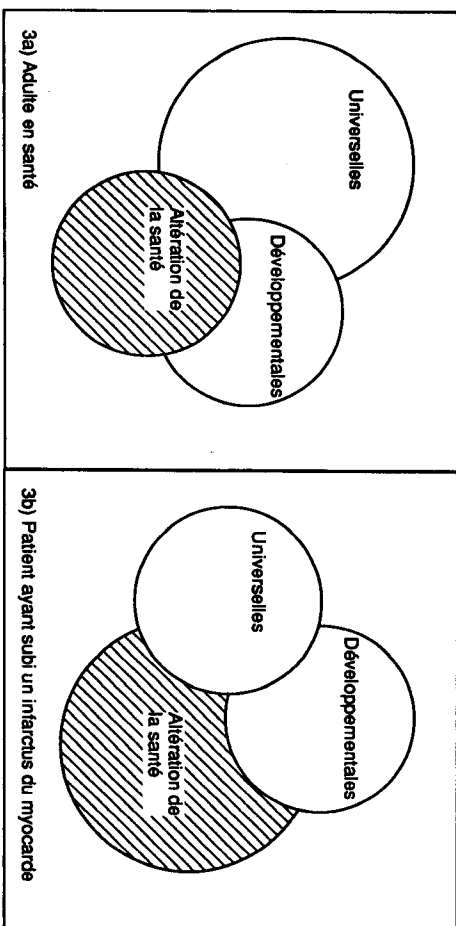 Universelles
Développementales
Altération de
la santé
3a) Adulte en santé
Développementales
Universelles
Altération de
la santé
3b) Patient ayant subi un infarctus du myocarde